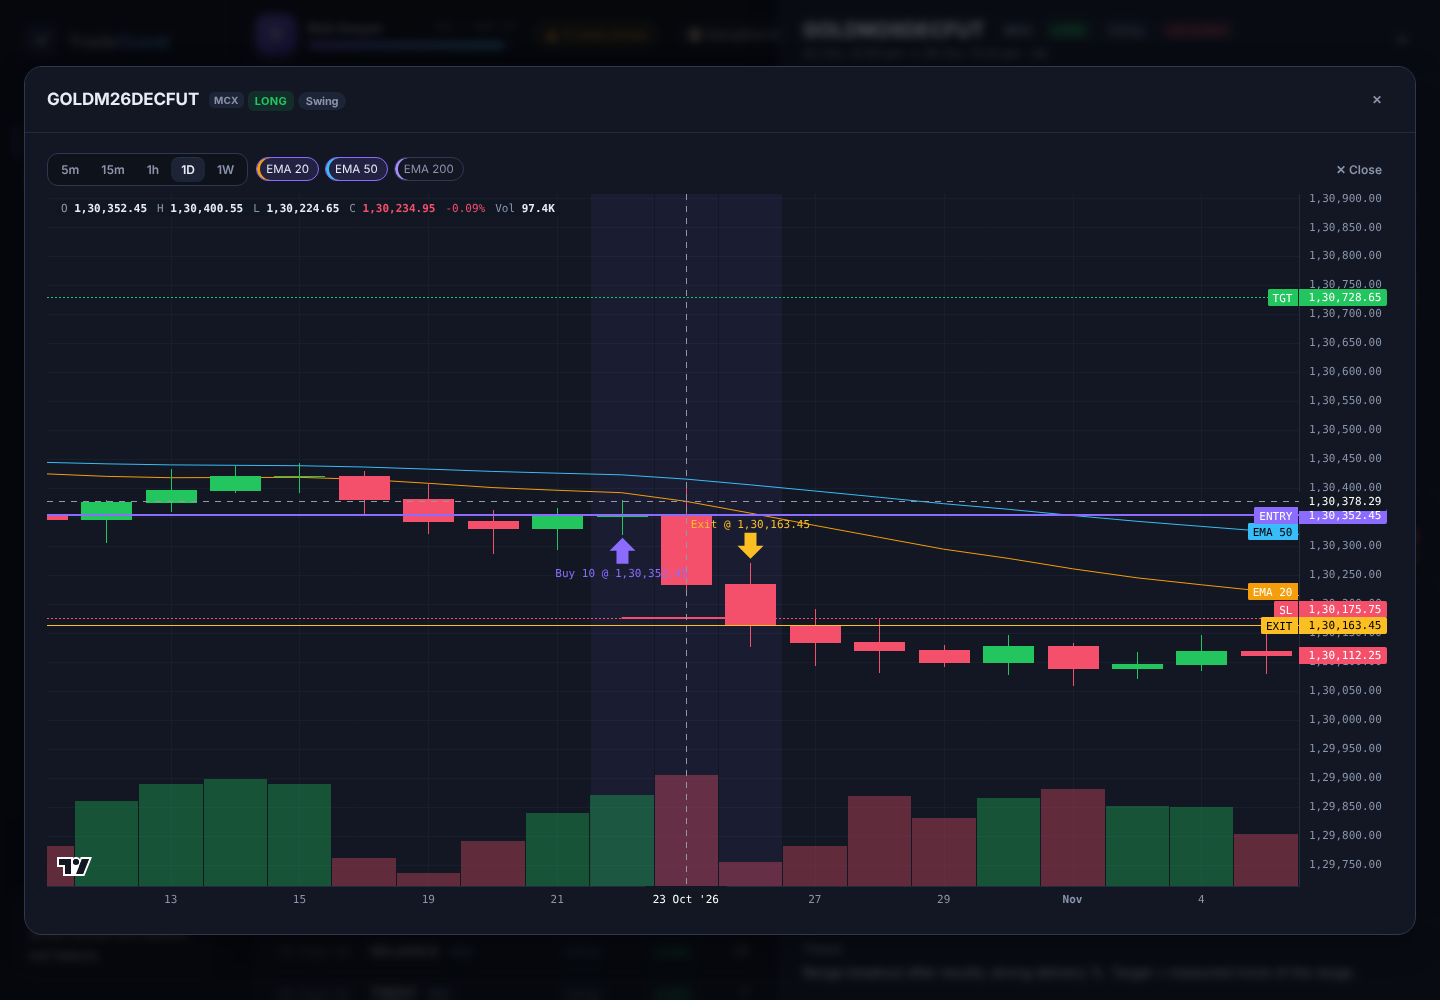 GOLDM26DECFUT MCX LONG Swing ×
5m 15m 1h 1D 1W EMA 20 EMA 50 EMA 200 ✕ Close
O 1,30,352.45 H 1,30,400.55 L 1,30,224.65 C 1,30,234.95 -0.09% Vol 97.4K
1,30,900.00
1,30,850.00
1,30,800.00
1,30,750.00
TGT 1,30,728.65
1,30,700.00
1,30,650.00
1,30,600.00
1,30,550.00
1,30,500.00
1,30,450.00
1,30,400.00
1,30,378.29
ENTRY 1,30,352.45
Exit @ 1,30,163.45
EMA 50
1,30,300.00
Buy 10 @ 1,30,352.45
1,30,250.00
EMA 20
SL 1,30,175.75
EXIT 1,30,163.45
1,30,112.25
1,30,050.00
1,30,000.00
1,29,950.00
1,29,900.00
1,29,850.00
1,29,800.00
1,29,750.00
13 15 19 21 23 Oct '26 27 29 Nov 4